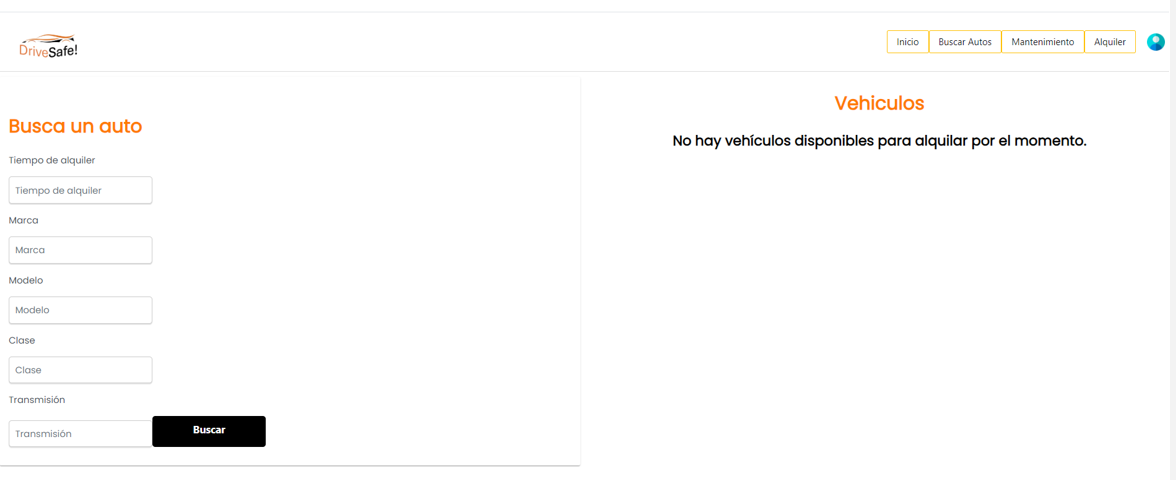 DriveSafe!
Inicio
Buscar Autos
Mantenimiento
Alquiler
Busca un auto
Tiempo de alquiler
Tiempo de alquiler
Marca
Marca
Modelo
Modelo
Clase
Clase
Transmisión
Transmisión
Buscar
Vehiculos
No hay vehículos disponibles para alquilar por el momento.